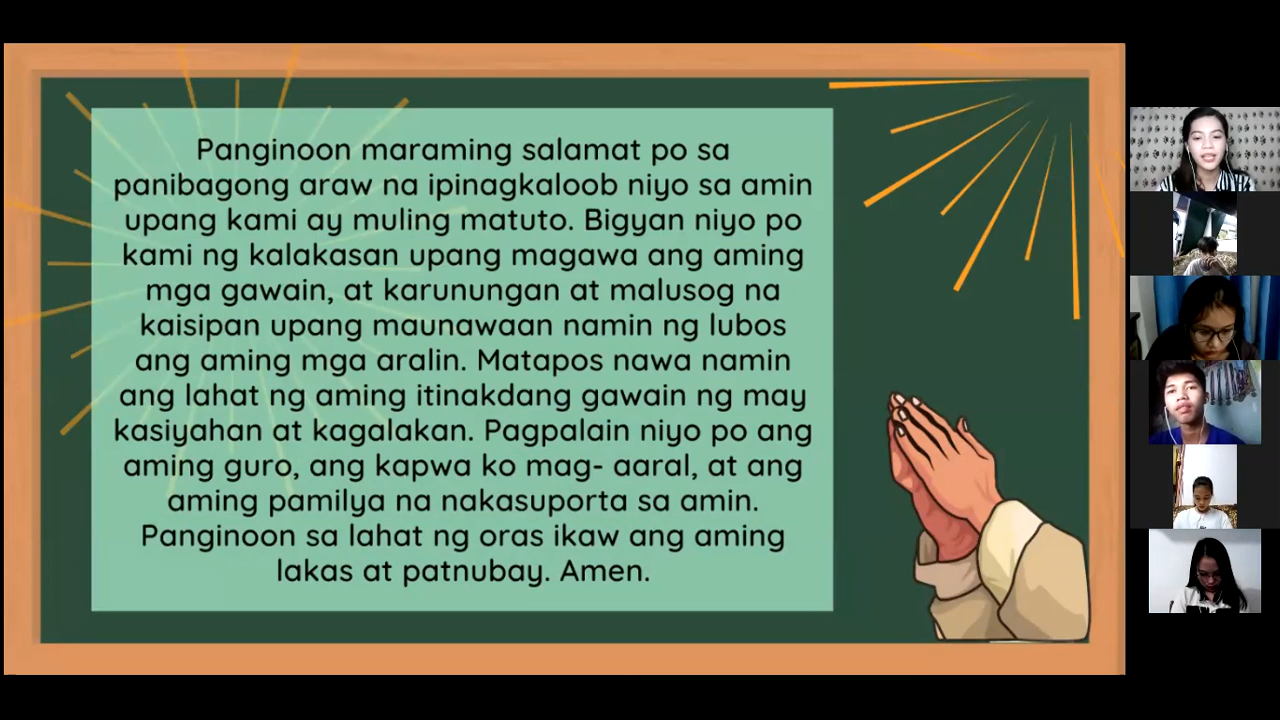 Panginoon maraming salamat po sa
panibagong araw na ipinagkaloob niyo sa amin
upang kami ay muling matuto. Bigyan niyo po
kami ng kalakasan upang magawa ang aming
mga gawain, at karunungan at malusog na
kaisipan upang maunawaan namin ng lubos
ang aming mga aralin. Matapos nawa namin
ang lahat ng aming itinakdang gawain ng may
kasiyahan at kagalakan. Pagpalain niyo po ang
aming guro, ang kapwa ko mag- aaral, at ang
aming pamilya na nakasuporta sa amin.
Panginoon sa lahat ng oras ikaw ang aming
lakas at patnubay. Amen.